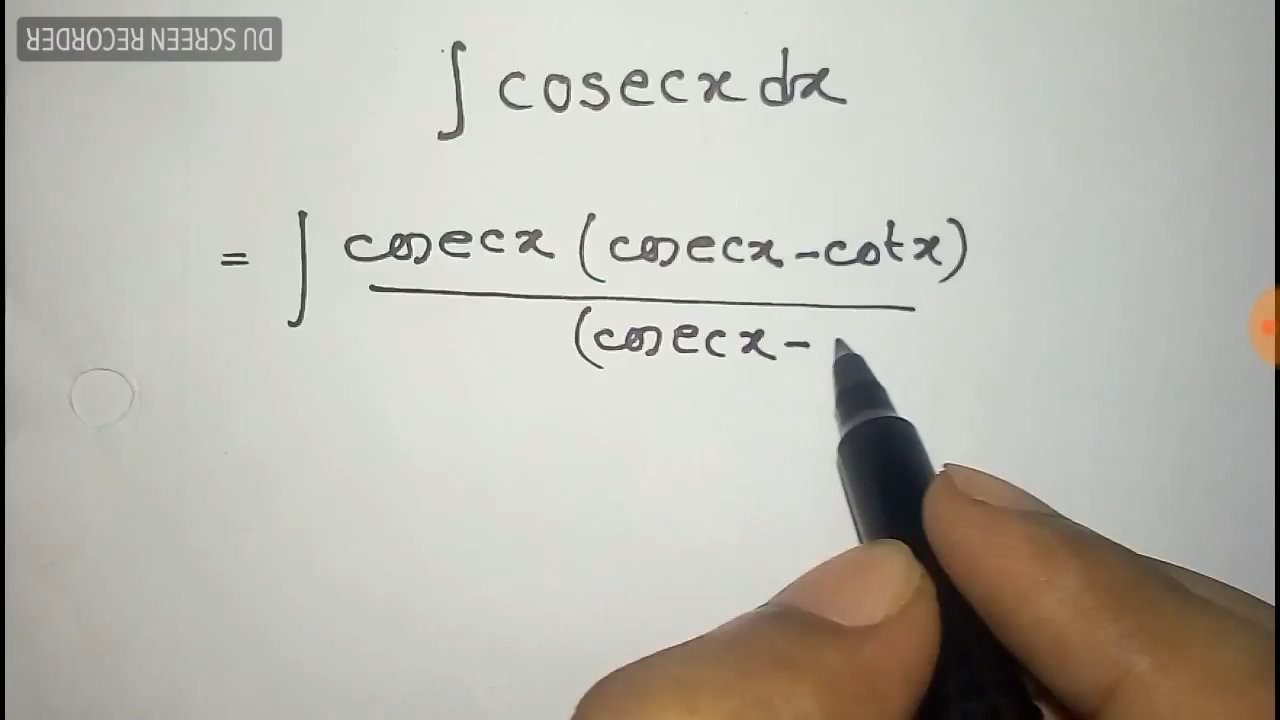 DU SCREEN RECORDER
∫ cosecx dx
= ∫ cosecx (cosecx - cotx)
(cosecx -